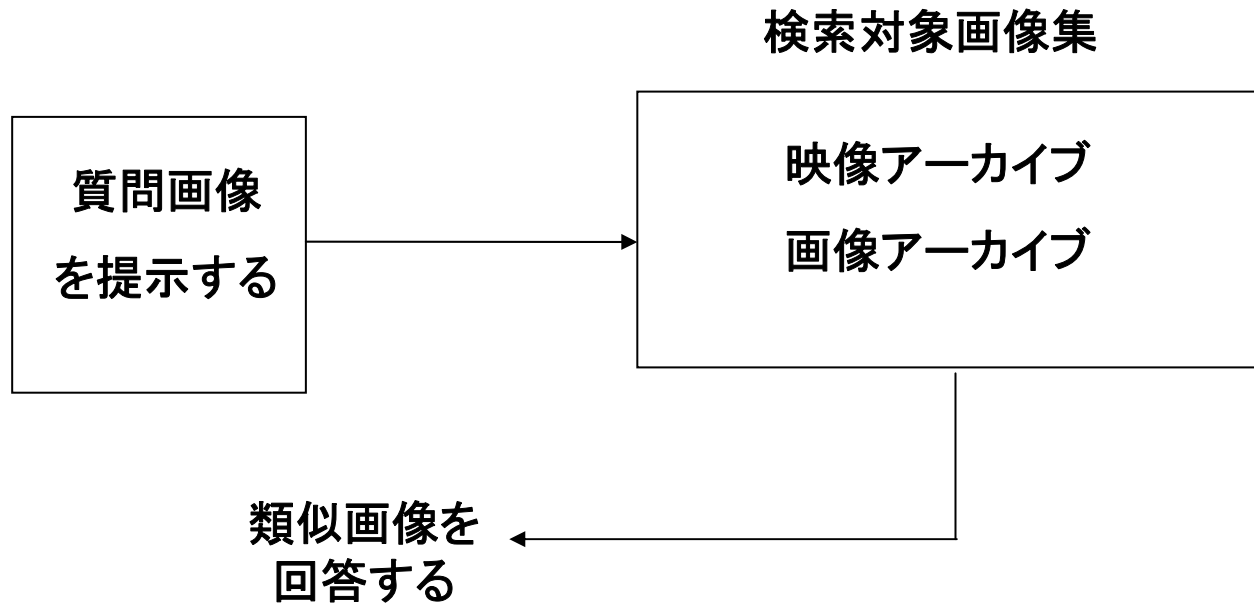 検索対象画像集
質問画像
を提示する
映像アーカイブ
画像アーカイブ
類似画像を
回答する